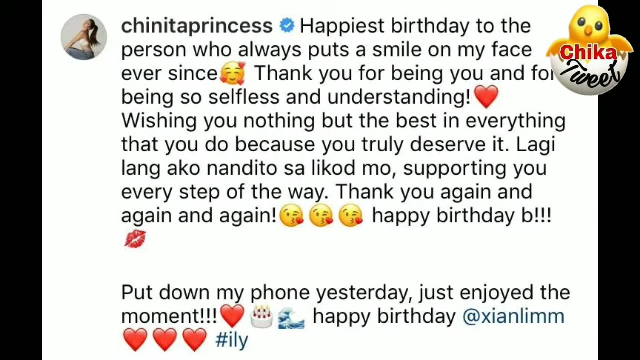 chinitaprincess Happiest birthday to the
person who always puts a smile on my face
ever since🥰 Thank you for being you and for
being so selfless and understanding!❤️
Wishing you nothing but the best in everything
that you do because you truly deserve it. Lagi
lang ako nandito sa likod mo, supporting you
every step of the way. Thank you again and
again and again!😘😘😘 happy birthday b!!!
💋
Put down my phone yesterday, just enjoyed the
moment!!!❤️🎂🌊 happy birthday @xianlimm
❤️❤️❤️ #ily
Chika
Tweet